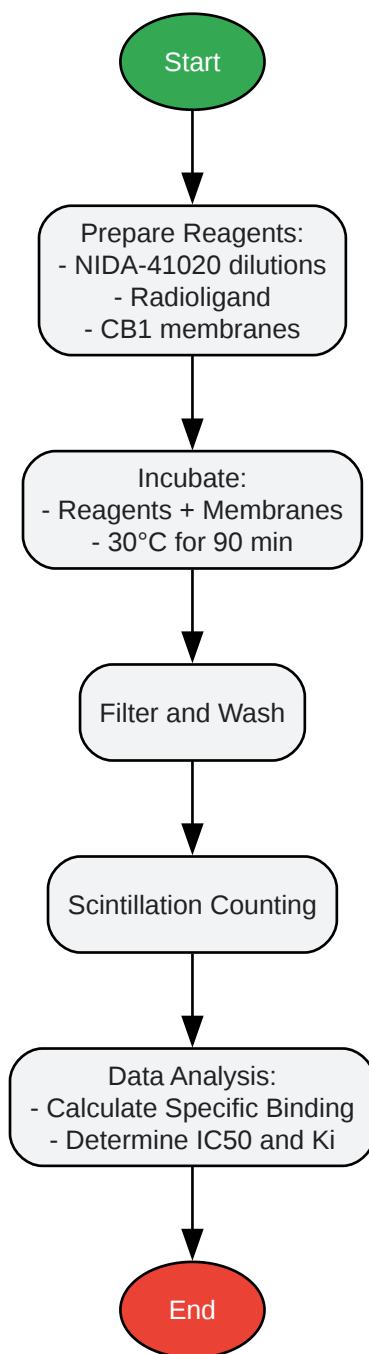 Start
Prepare Reagents:
- NIDA-41020 dilutions
- Radioligand
- CB1 membranes
Incubate:
- Reagents + Membranes
- 30°C for 90 min
Filter and Wash
Scintillation Counting
Data Analysis:
- Calculate Specific Binding
- Determine IC50 and Ki
End